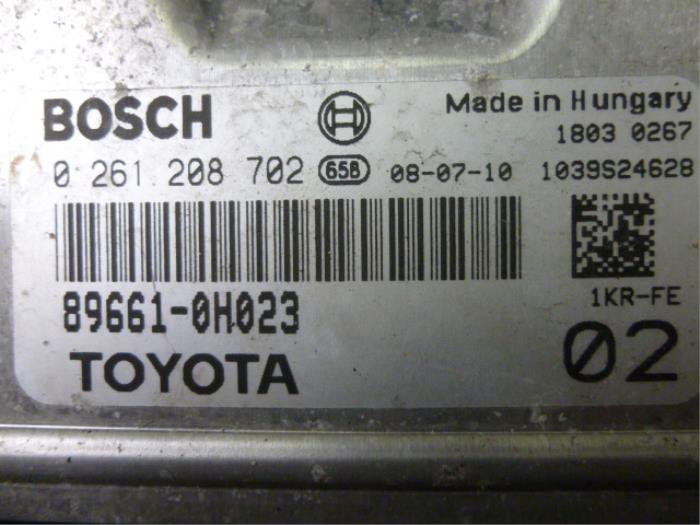 BOSCH Made in Hungary
1803 0267
0 261 208 702 65B 08-07-10 1039S24628
89661-0H023 1KR-FE
TOYOTA 02